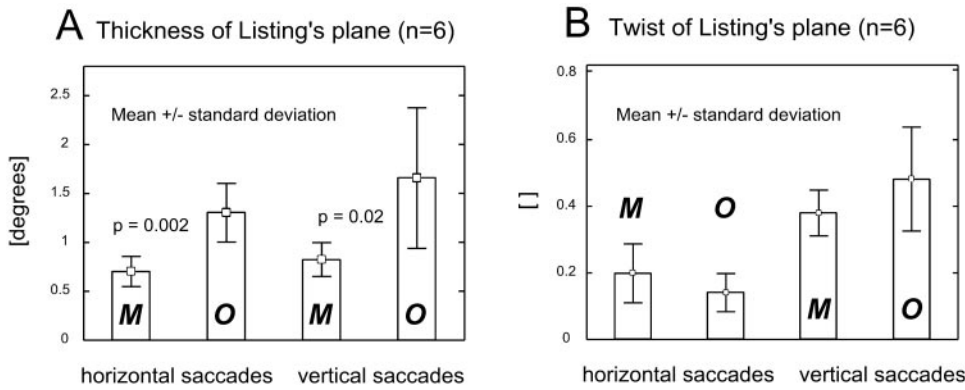 A Thickness of Listing's plane (n=6)
[degrees]
2.5
2
1.5
1
0.5
0
Mean +/- standard deviation
p = 0.002
p = 0.02
M O M O
horizontal saccades vertical saccades
B Twist of Listing's plane (n=6)
[ ]
0.8
0.6
0.4
0.2
0
Mean +/- standard deviation
M O
M O
horizontal saccades vertical saccades